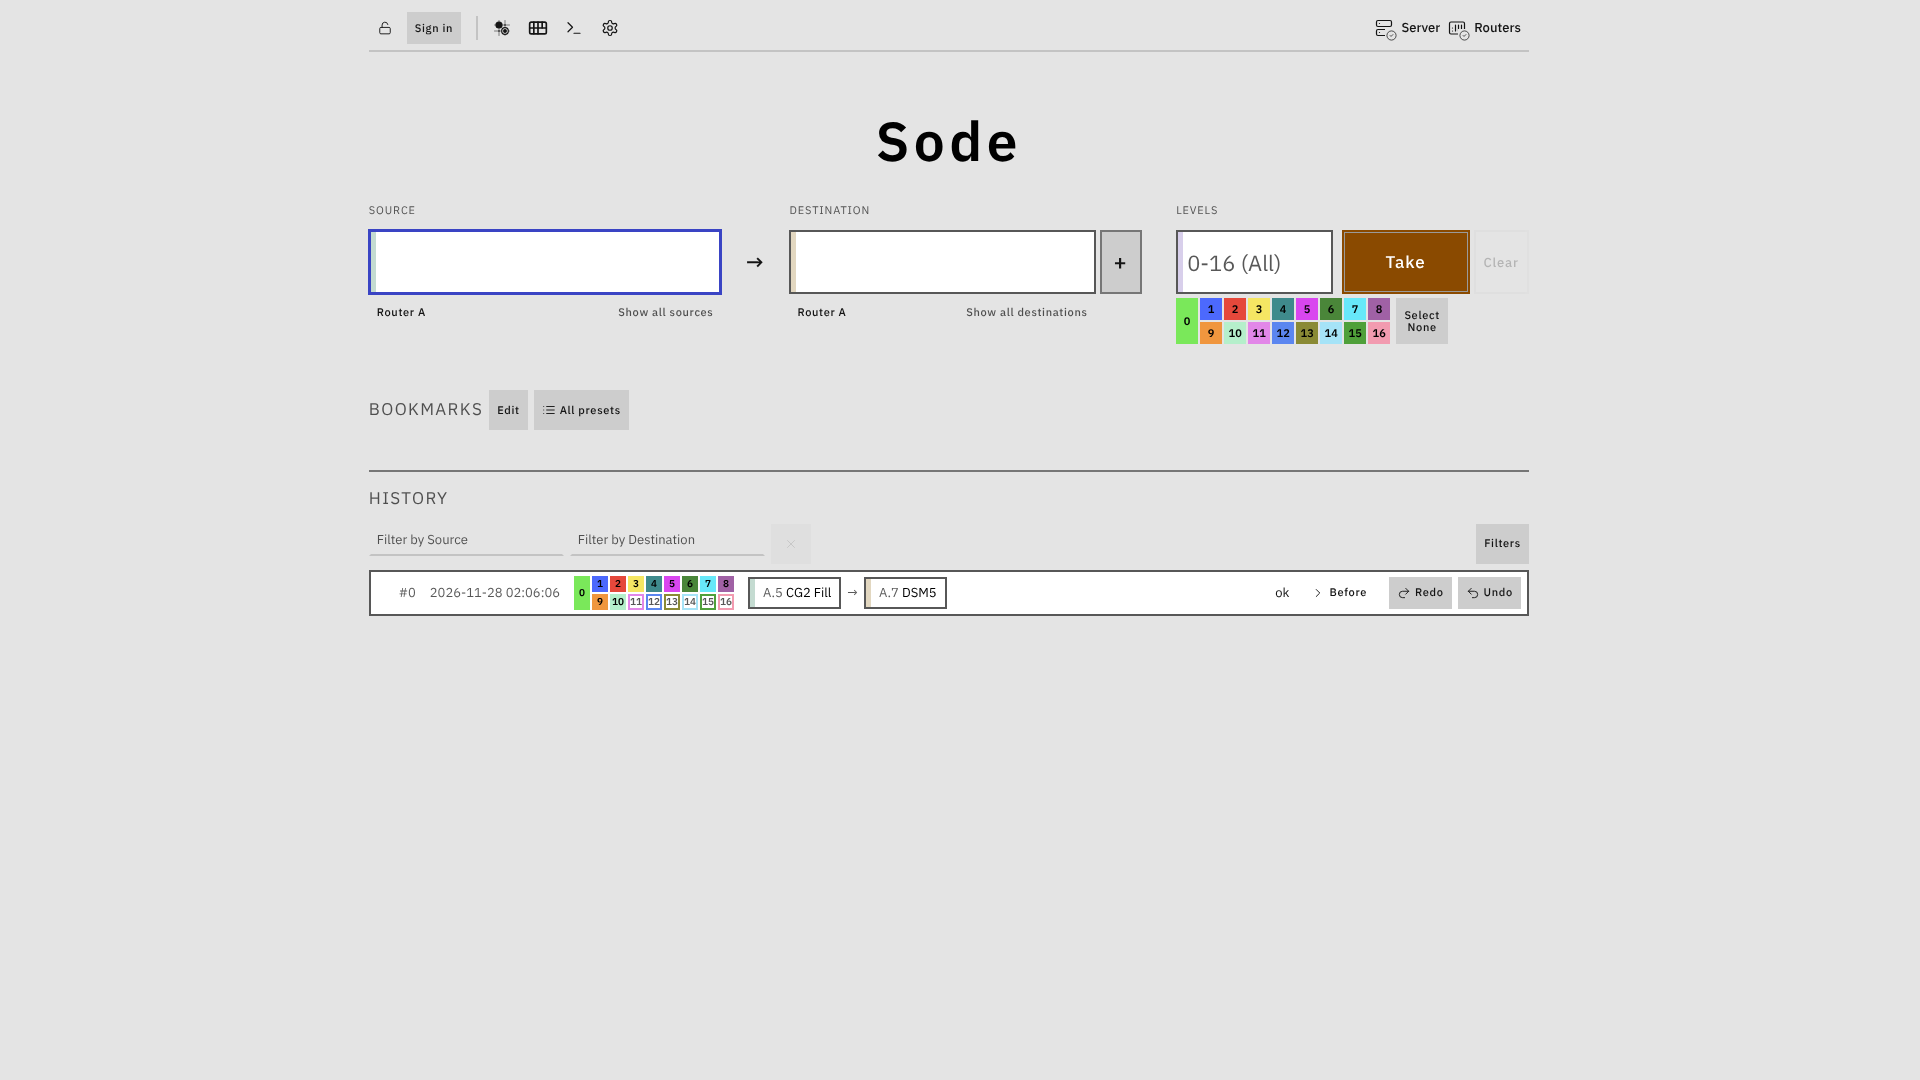 Sign in
Server
Routers
Sode
SOURCE
DESTINATION
LEVELS
→
+
0-16 (All)
Take
Clear
Router A
Show all sources
Router A
Show all destinations
0 1 2 3 4 5 6 7 8
9 10 11 12 13 14 15 16
Select None
BOOKMARKS
Edit
All presets
HISTORY
Filter by Source
Filter by Destination
Filters
#0 2026-11-28 02:06:06
0 1 2 3 4 5 6 7 8
9 10 11 12 13 14 15 16
A.5 CG2 Fill → A.7 DSM5
ok
Before
Redo
Undo